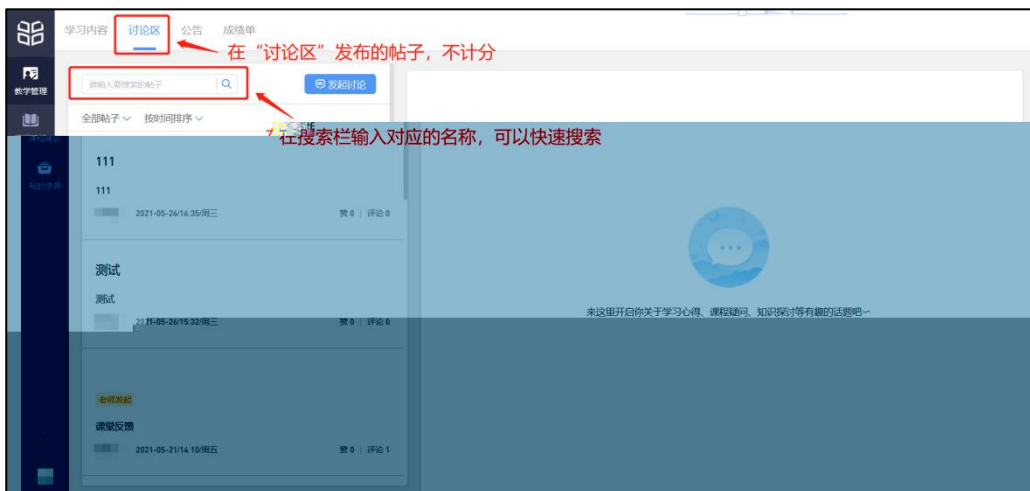 学习内容 讨论区 公告 成绩单
在“讨论区”发布的帖子，不计分
教学管理
请输入要搜索的帖子
发起讨论
全部帖子 按时间排序
在搜索栏输入对应的名称，可以快速搜索
我的资源
111
111
2021-05-26/16:35/周三 赞 0 | 评论 0
测试
测试
2021-05-26/15:32/周三 赞 0 | 评论 0
来这里开启你关于学习心得、课程疑问、知识探讨等有趣的话题吧~
老师发起
课堂反馈
2021-05-21/14:10/周五 赞 0 | 评论 1